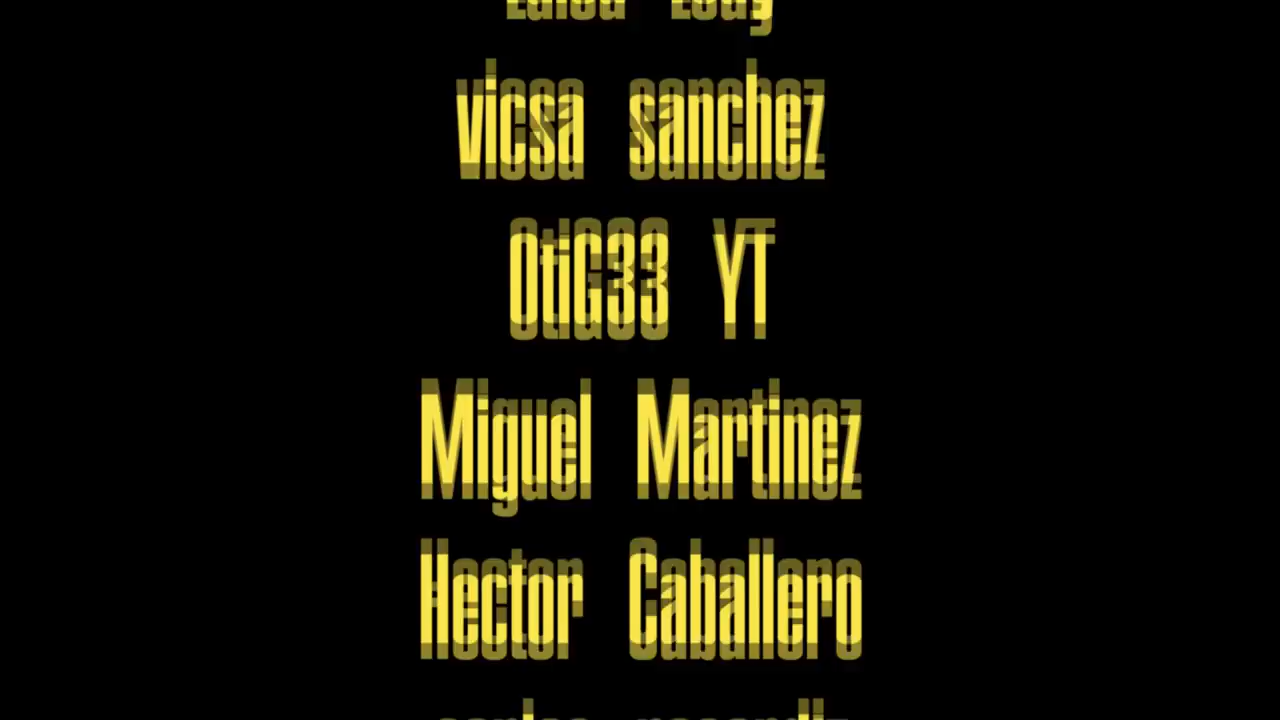 vicsa sanchez
OtiG33 YT
Miguel Martinez
Hector Caballero